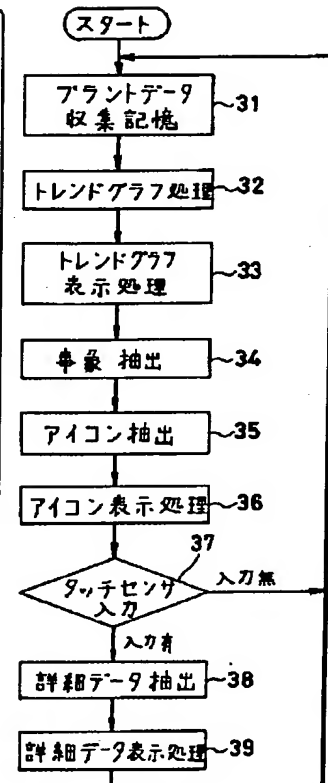 スタート
プラントデータ
収集記憶
31
トレンドグラフ処理
32
トレンドグラフ
表示処理
33
事象抽出
34
アイコン抽出
35
アイコン表示処理
36
37
タッチセンサ
入力
入力無
入力有
詳細データ抽出
38
詳細データ表示処理
39